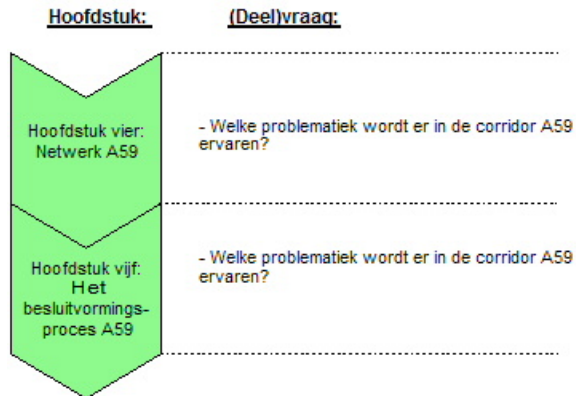 Hoofdstuk: (Deel)vraag:
Hoofdstuk vier:
Netwerk A59
- Welke problematiek wordt er in de corridor A59
ervaren?
Hoofdstuk vijf:
Het
besluitvormings-
proces A59
- Welke problematiek wordt er in de corridor A59
ervaren?